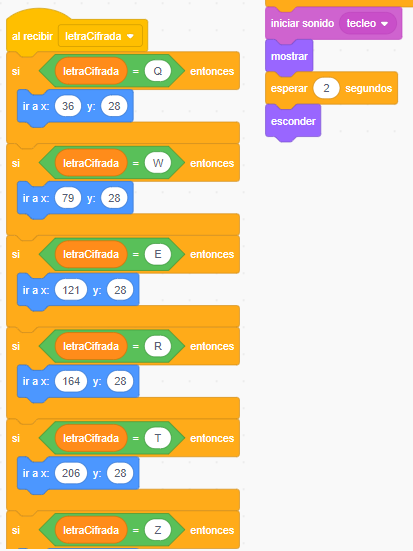 al recibir letraCifrada
si letraCifrada = Q entonces
ir a x: 36 y: 28
si letraCifrada = W entonces
ir a x: 79 y: 28
si letraCifrada = E entonces
ir a x: 121 y: 28
si letraCifrada = R entonces
ir a x: 164 y: 28
si letraCifrada = T entonces
ir a x: 206 y: 28
si letraCifrada = Z entonces
iniciar sonido tecleo
mostrar
esperar 2 segundos
esconder